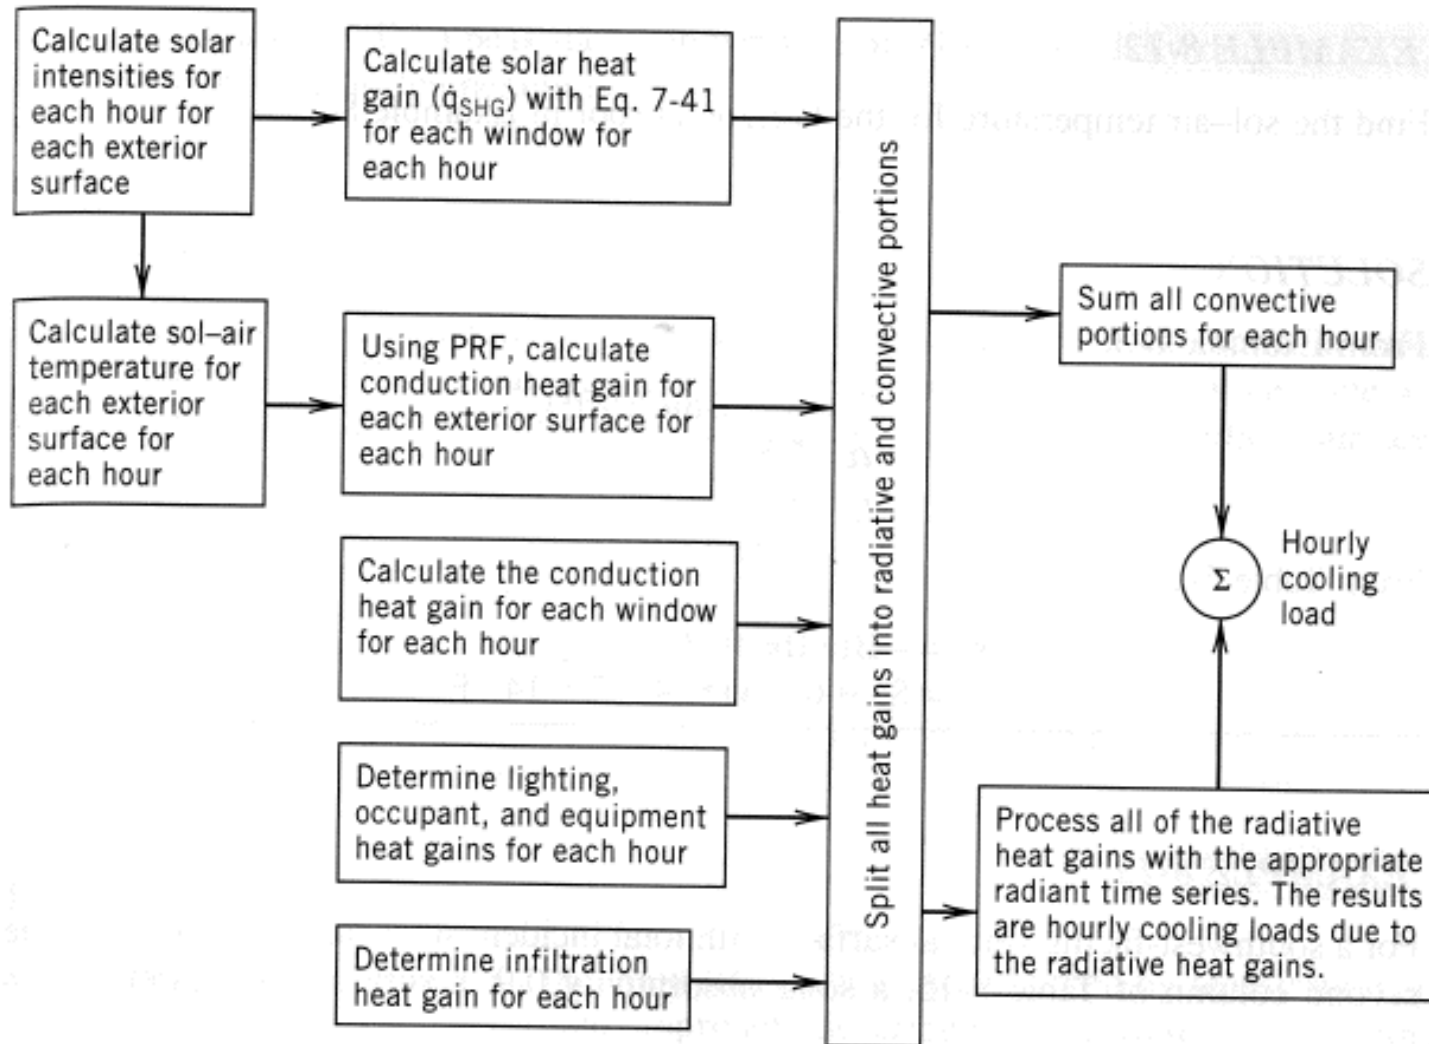 Calculate solar
intensities for
each hour for
each exterior
surface
Calculate solar heat
gain (q̇SHG) with Eq. 7-41
for each window for
each hour
Calculate sol–air
temperature for
each exterior
surface for
each hour
Using PRF, calculate
conduction heat gain for
each exterior surface for
each hour
Calculate the conduction
heat gain for each window
for each hour
Determine lighting,
occupant, and equipment
heat gains for each hour
Determine infiltration
heat gain for each hour
Split all heat gains into radiative and convective portions
Sum all convective
portions for each hour
Σ
Hourly
cooling
load
Process all of the radiative
heat gains with the appropriate
radiant time series. The results
are hourly cooling loads due to
the radiative heat gains.